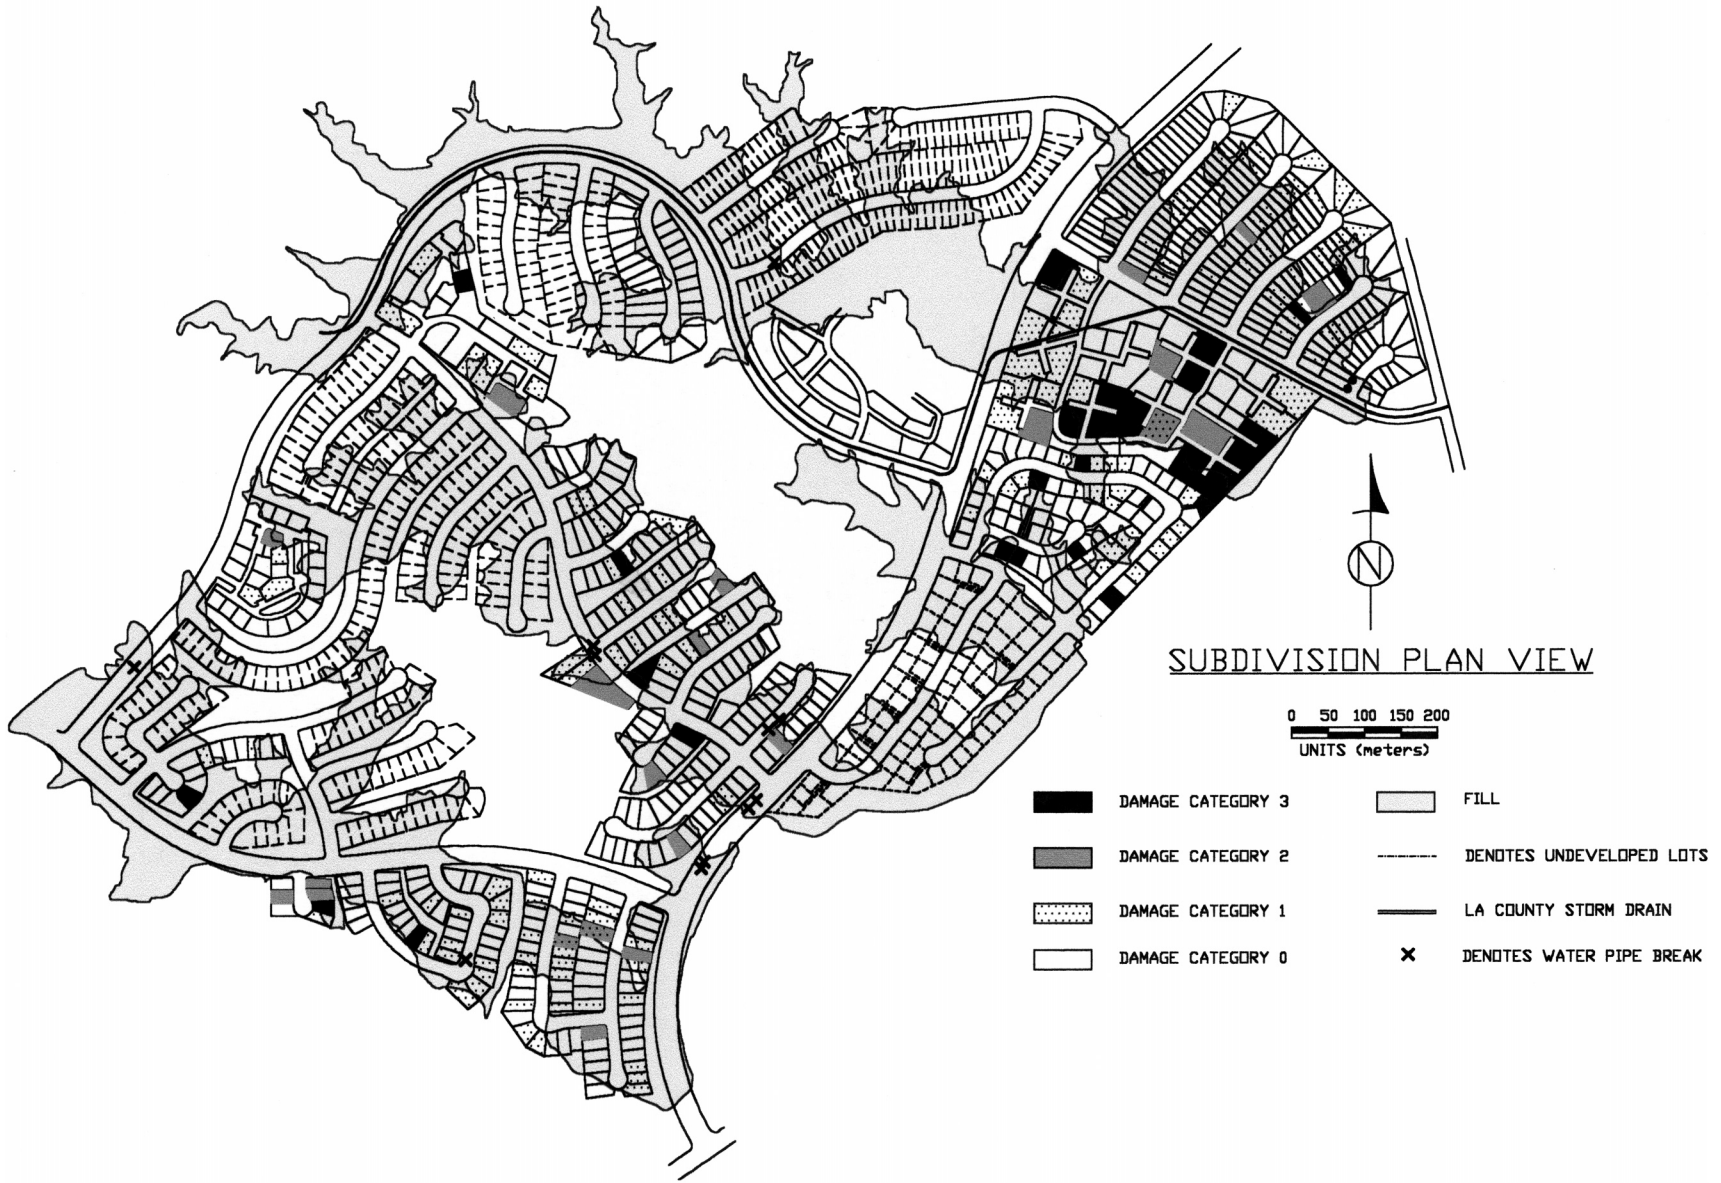 N
SUBDIVISION PLAN VIEW
0 50 100 150 200
UNITS (meters)
DAMAGE CATEGORY 3
FILL
DAMAGE CATEGORY 2
DENOTES UNDEVELOPED LOTS
DAMAGE CATEGORY 1
LA COUNTY STORM DRAIN
DAMAGE CATEGORY 0
DENOTES WATER PIPE BREAK